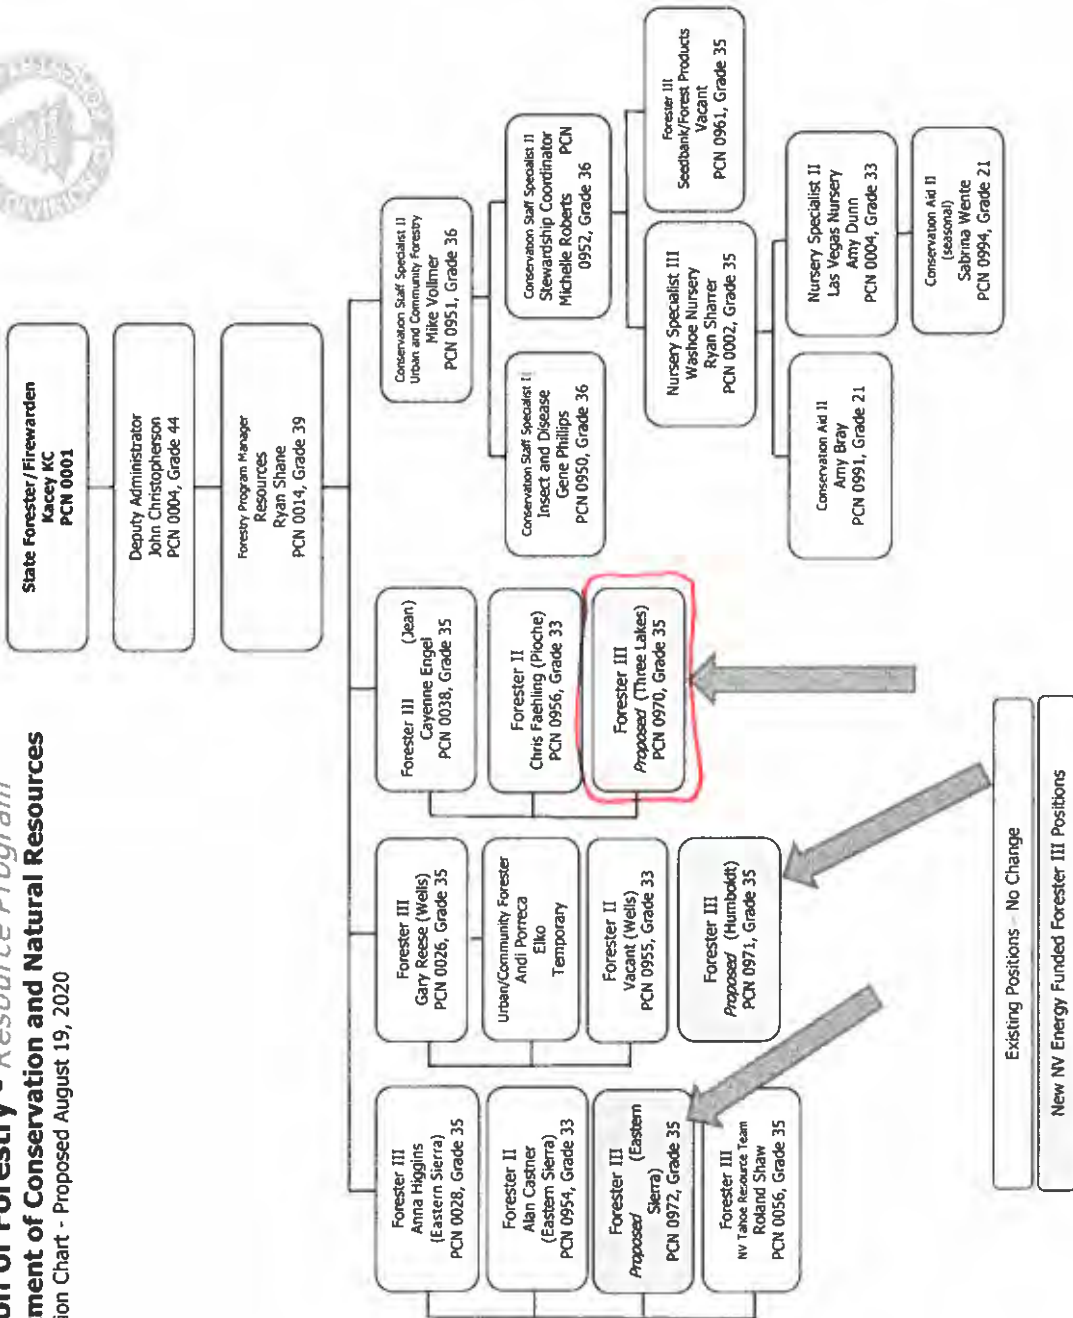 on of Forestry - Resource Program
ment of Conservation and Natural Resources
ion Chart - Proposed August 19, 2020
State Forester/Firewarden
Kacey KC
PCN 0001
Deputy Administrator
John Christopherson
PCN 0004, Grade 44
Forestry Program Manager
Resources
Ryan Shane
PCN 0014, Grade 39
Forester III
Anna Higgins
(Eastern Sierra)
PCN 0028, Grade 35
Forester II
Alan Castner
(Eastern Sierra)
PCN 0954, Grade 33
Forester III
Proposed (Eastern
Sierra)
PCN 0972, Grade 35
Forester III
NV Tahoe Resource Team
Roland Shaw
PCN 0056, Grade 35
Forester III
Gary Reese (Wells)
PCN 0026, Grade 35
Urban/Community Forester
Andi Porreca
Elko
Temporary
Forester II
Vacant (Wells)
PCN 0955, Grade 33
Forester III
Proposed (Humboldt)
PCN 0971, Grade 35
Forester III (Jean)
Cayenne Engel
PCN 0038, Grade 35
Forester II
Chris Faehling (Pioche)
PCN 0956, Grade 33
Forester III
Proposed (Three Lakes)
PCN 0970, Grade 35
Conservation Staff Specialist II
Urban and Community Forestry
Mike Vollmer
PCN 0951, Grade 36
Conservation Staff Specialist II
Insect and Disease
Gene Phillips
PCN 0950, Grade 36
Conservation Staff Specialist II
Stewardship Coordinator
Michelle Roberts PCN
0952, Grade 36
Nursery Specialist III
Washoe Nursery
Ryan Sharrer
PCN 0002, Grade 35
Forester III
Seedbank/Forest Products
Vacant
PCN 0961, Grade 35
Conservation Aid II
Amy Bray
PCN 0991, Grade 21
Nursery Specialist II
Las Vegas Nursery
Amy Dunn
PCN 0004, Grade 33
Conservation Aid II
(seasonal)
Sabrina Wente
PCN 0994, Grade 21
Existing Positions - No Change
New NV Energy Funded Forester III Positions